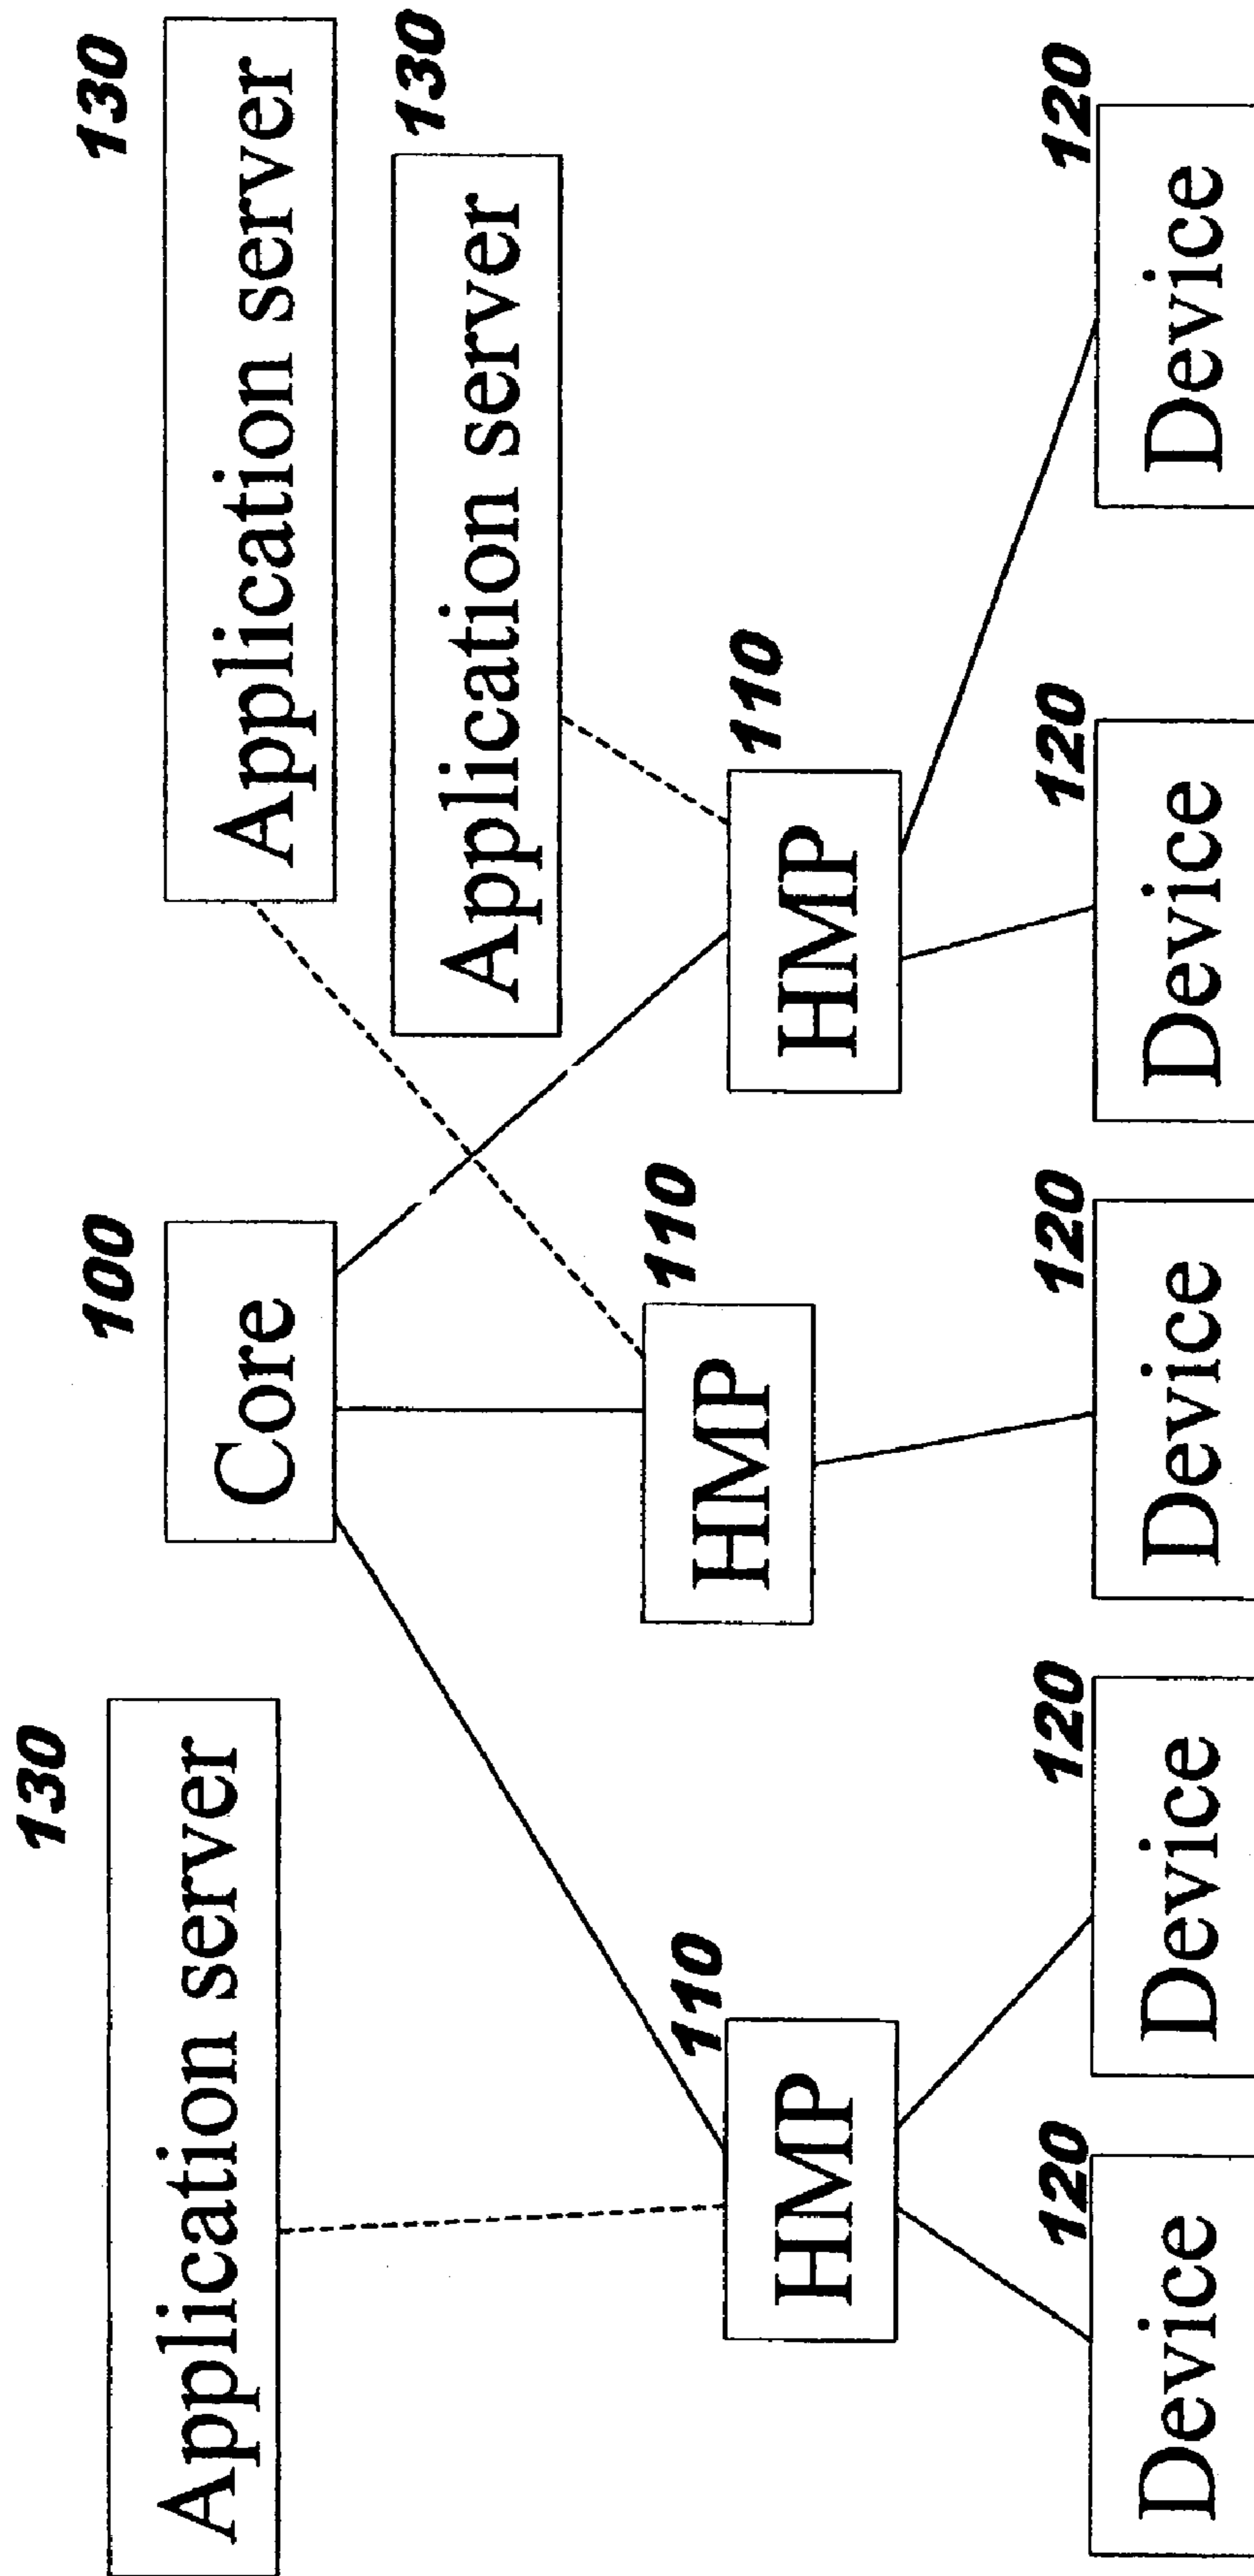 130
Application server
100
Core
130
Application server
130
Application server
110
HMP
110
HMP
110
HMP
120
Device
120
Device
120
Device
120
Device
120
Device